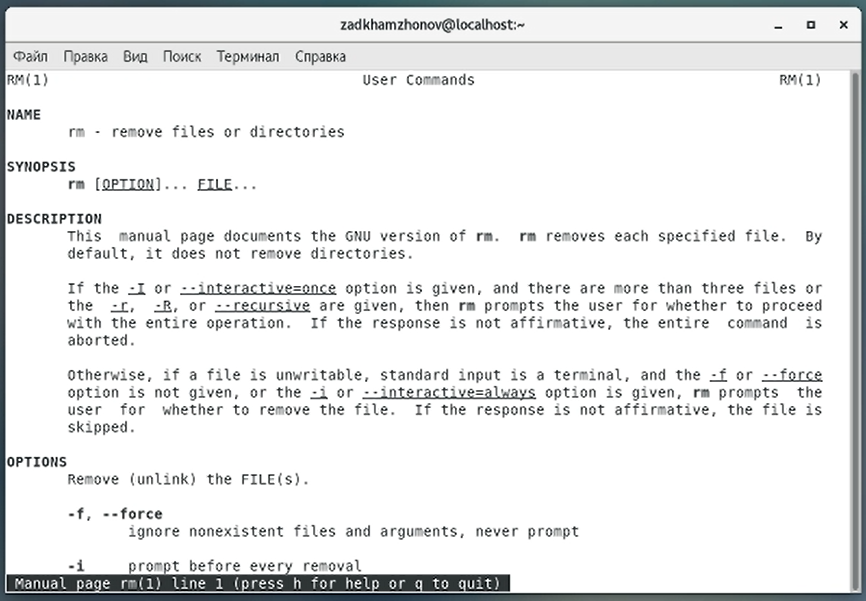 zadkhamzhonov@localhost:~
Файл Правка Вид Поиск Терминал Справка
RM(1) User Commands RM(1)
NAME
rm - remove files or directories
SYNOPSIS
rm [OPTION]... FILE...
DESCRIPTION
This manual page documents the GNU version of rm. rm removes each specified file. By
default, it does not remove directories.
If the -I or --interactive=once option is given, and there are more than three files or
the -r, -R, or --recursive are given, then rm prompts the user for whether to proceed
with the entire operation. If the response is not affirmative, the entire command is
aborted.
Otherwise, if a file is unwritable, standard input is a terminal, and the -f or --force
option is not given, or the -i or --interactive=always option is given, rm prompts the
user for whether to remove the file. If the response is not affirmative, the file is
skipped.
OPTIONS
Remove (unlink) the FILE(s).
-f, --force
ignore nonexistent files and arguments, never prompt
-i prompt before every removal
Manual page rm(1) line 1 (press h for help or q to quit)